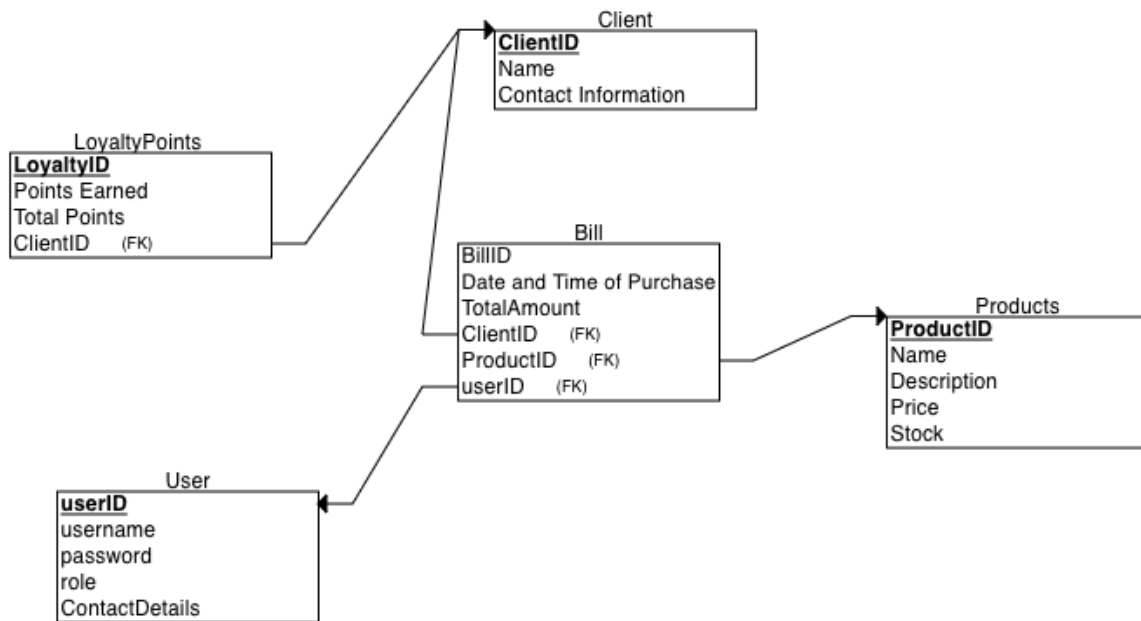 Client
ClientID
Name
Contact Information
LoyaltyPoints
LoyaltyID
Points Earned
Total Points
ClientID (FK)
Bill
BillID
Date and Time of Purchase
TotalAmount
ClientID (FK)
ProductID (FK)
userID (FK)
Products
ProductID
Name
Description
Price
Stock
User
userID
username
password
role
ContactDetails